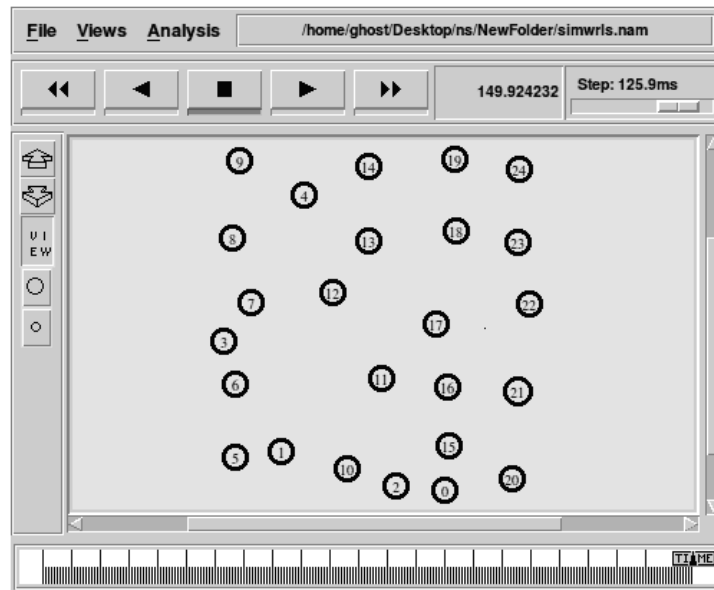 File Views Analysis /home/ghost/Desktop/ns/NewFolder/simwrls.nam
149.924232 Step: 125.9ms
9 14 19 24
4
8 13 18 23
VI
EW
7 12 22
3 17
6 11 16 21
5 1 15
10 2 0 20
TIME